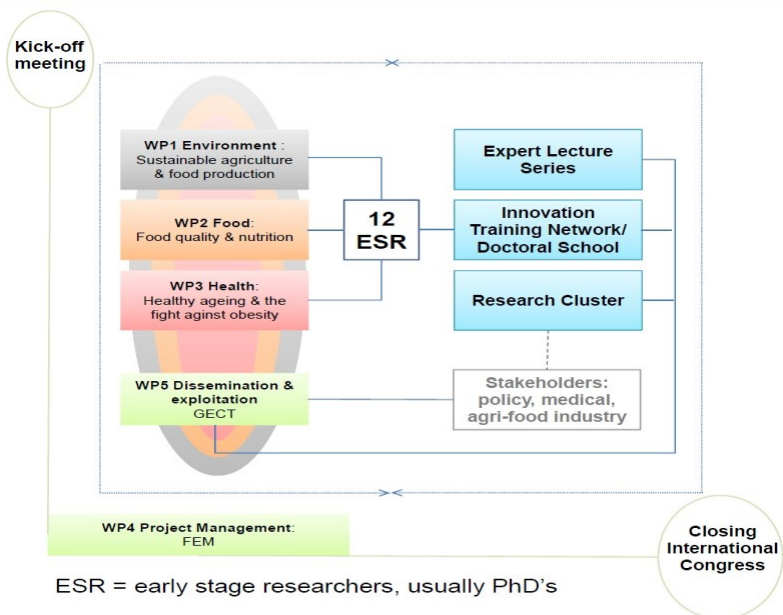 Kick-off
meeting
WP1 Environment :
Sustainable agriculture
& food production
WP2 Food:
Food quality & nutrition
WP3 Health:
Healthy ageing & the
fight aginst obesity
WP5 Dissemination &
exploitation
GECT
12
ESR
Expert Lecture
Series
Innovation
Training Network/
Doctoral School
Research Cluster
Stakeholders:
policy, medical,
agri-food industry
WP4 Project Management:
FEM
Closing
International
Congress
ESR = early stage researchers, usually PhD's